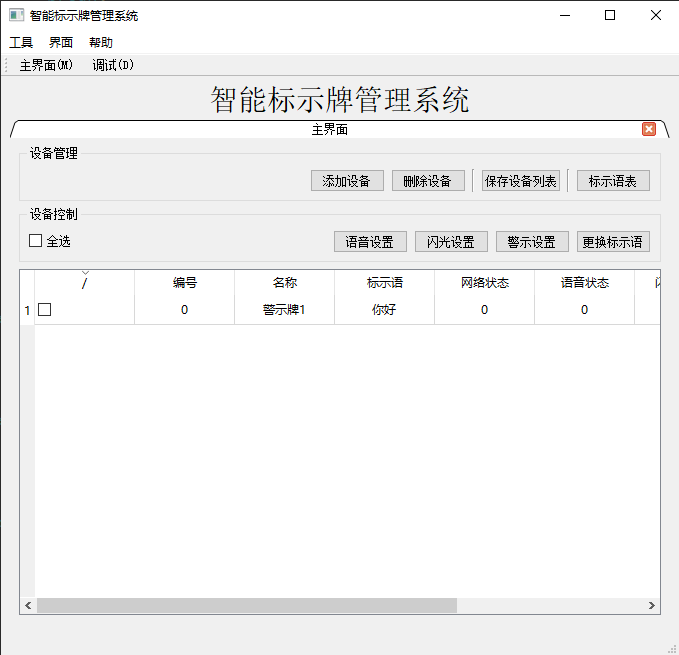 智能标示牌管理系统
工具 界面 帮助
主界面(M) 调试(D)
智能标示牌管理系统
主界面
设备管理
添加设备 删除设备 保存设备列表 标示语表
设备控制
全选 语音设置 闪光设置 警示设置 更换标示语
/ 编号 名称 标示语 网络状态 语音状态
1 0 警示牌1 你好 0 0